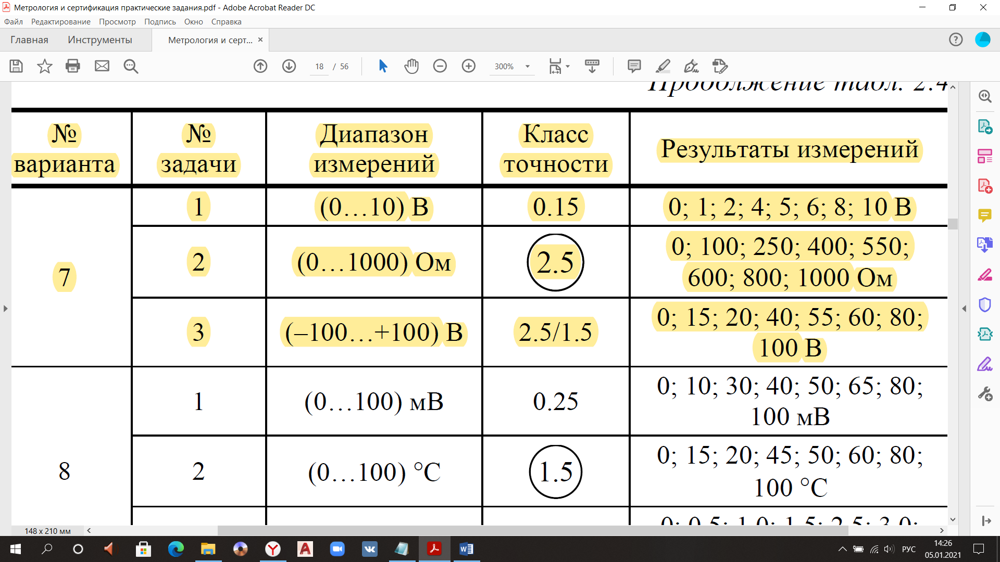 Метрология и сертификация практические задания.pdf - Adobe Acrobat Reader DC
Файл Редактирование Просмотр Подпись Окно Справка
Главная Инструменты Метрология и серт... ×
18 / 56 300%
Продолжение табл. 2.4
№ варианта № задачи Диапазон измерений Класс точности Результаты измерений
7
1 (0…10) В 0.15 0; 1; 2; 4; 5; 6; 8; 10 В
2 (0…1000) Ом 2.5 0; 100; 250; 400; 550;
600; 800; 1000 Ом
3 (–100…+100) В 2.5/1.5 0; 15; 20; 40; 55; 60; 80;
100 В
8
1 (0…100) мВ 0.25 0; 10; 30; 40; 50; 65; 80;
100 мВ
2 (0…100) °С 1.5 0; 15; 20; 45; 50; 60; 80;
100 °С
0; 0.5; 1.0; 1.5; 2.5; 3.0;
148 x 210 мм
РУС
14:26
05.01.2021